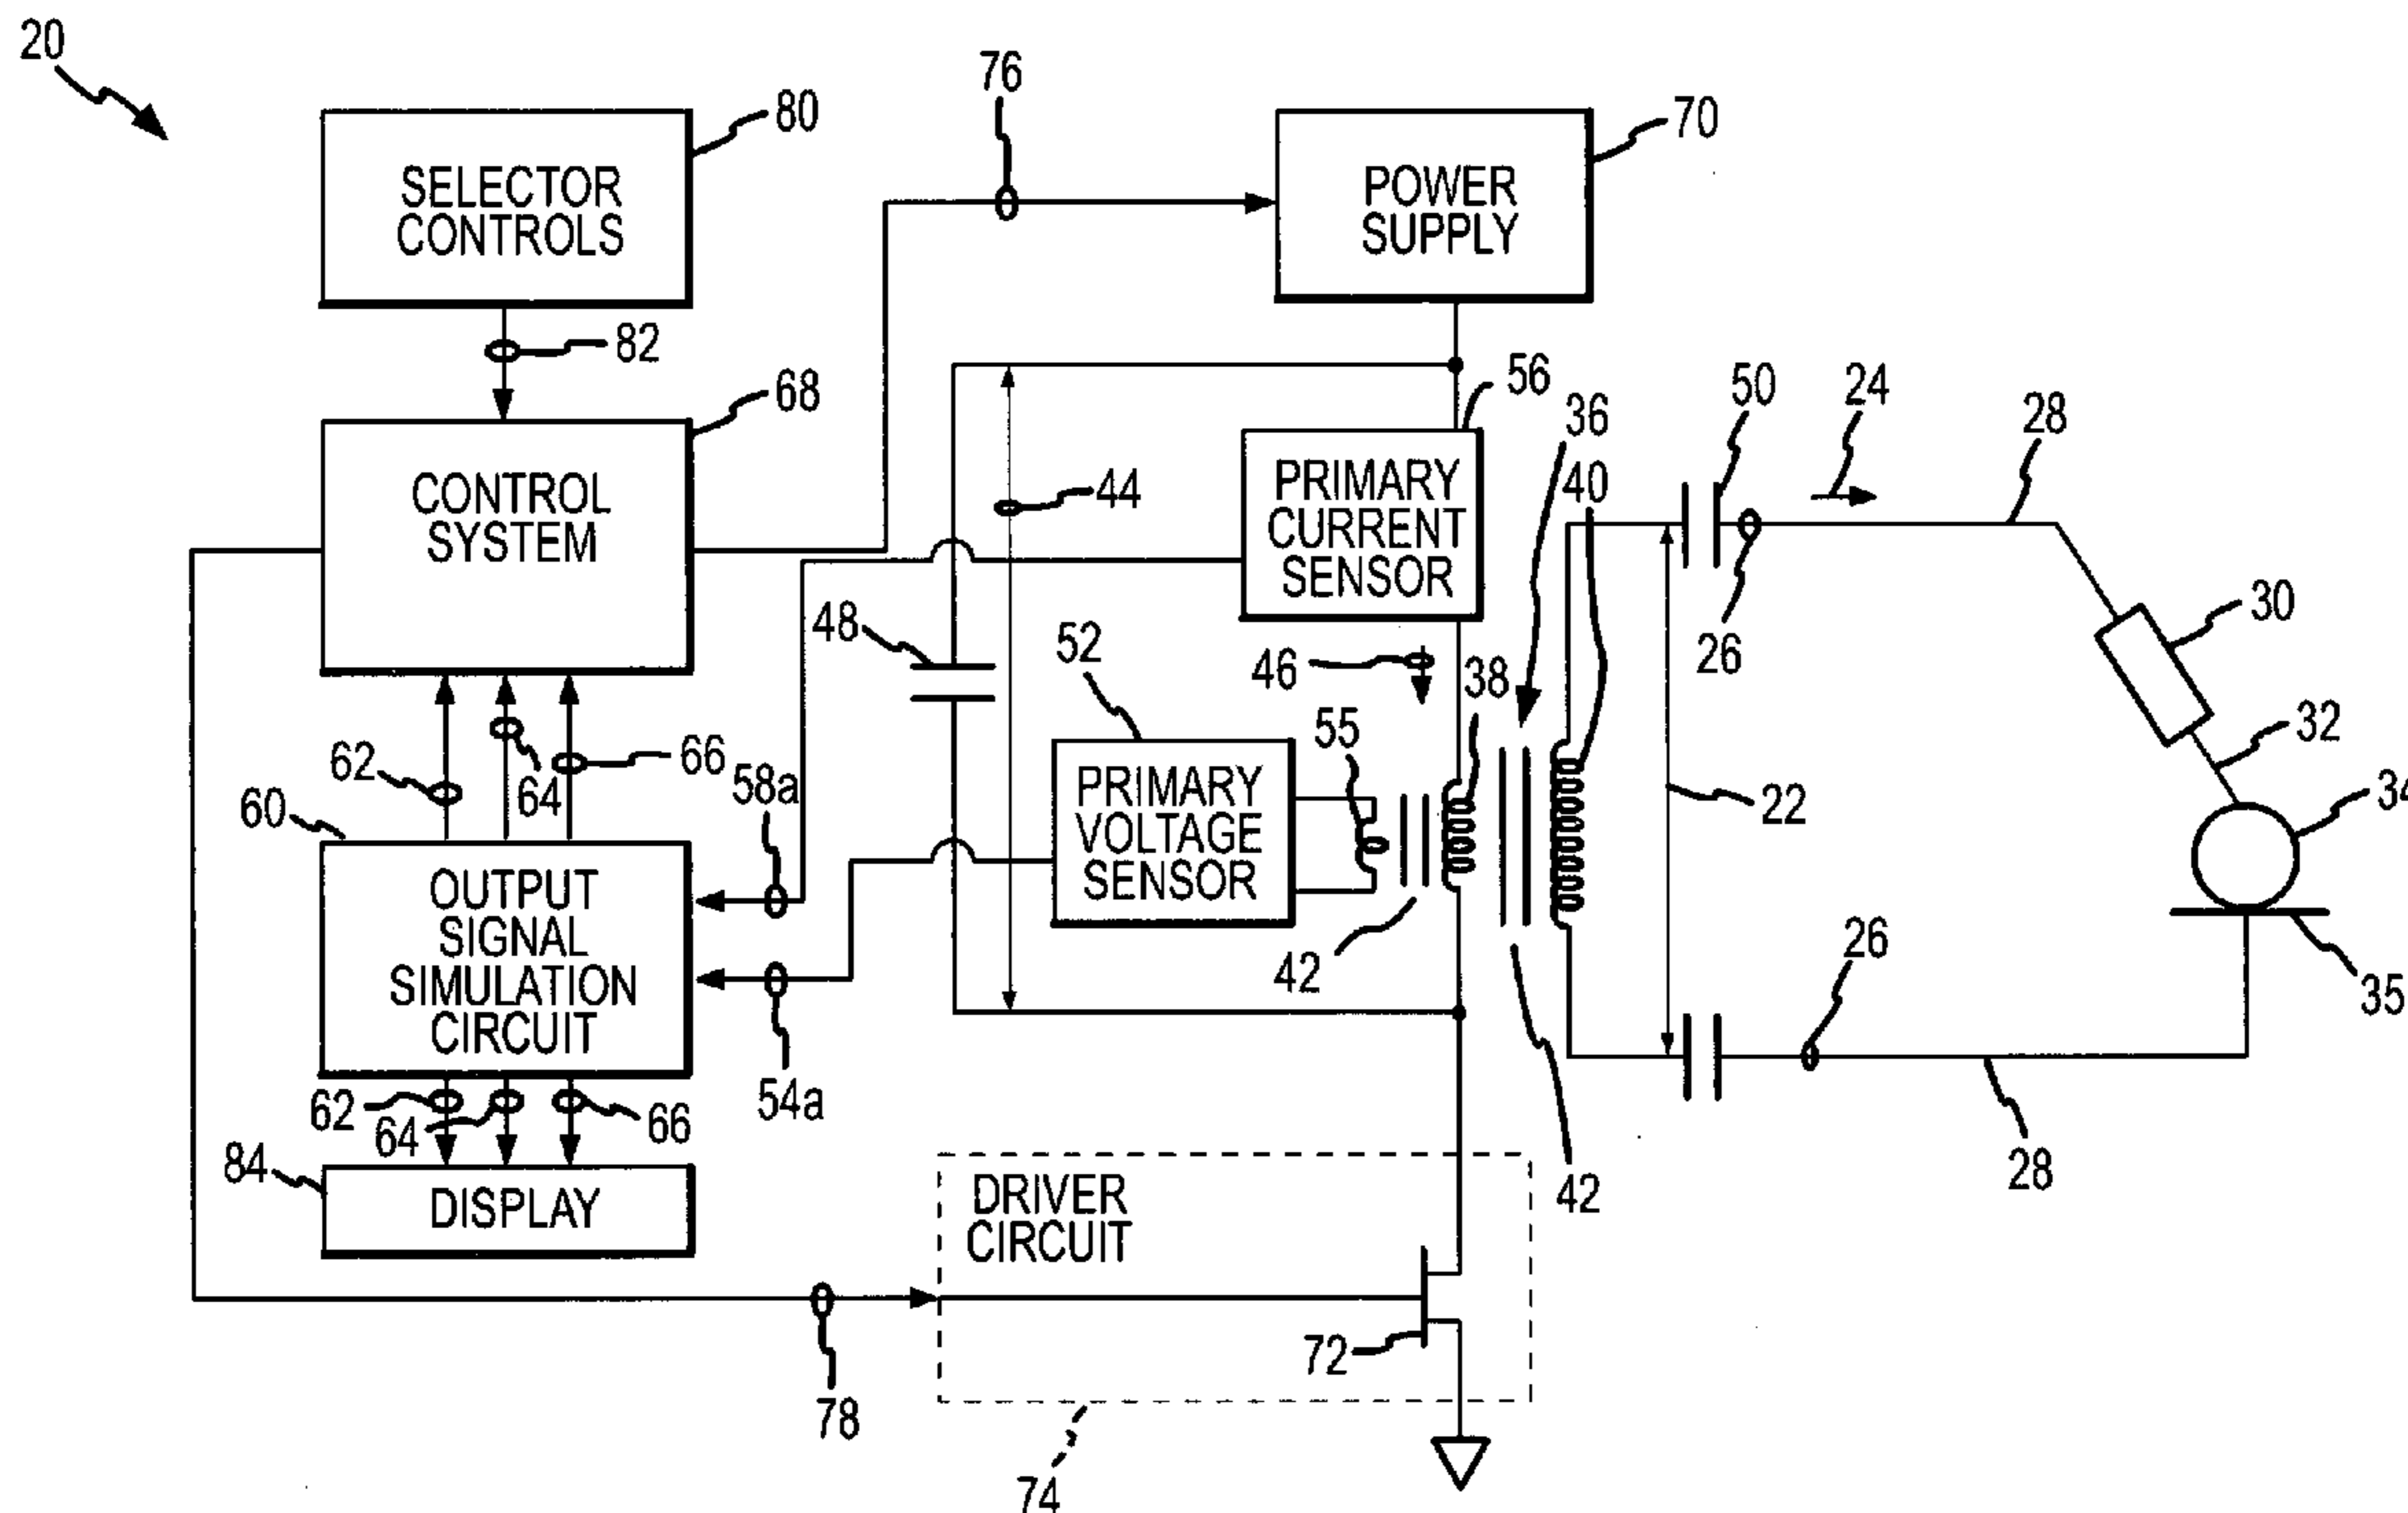 20
80
SELECTOR
CONTROLS
82
76
70
POWER
SUPPLY
68
CONTROL
SYSTEM
44
56
PRIMARY
CURRENT
SENSOR
36
40
50
24
28
26
30
32
34
35
48
52
46
38
55
PRIMARY
VOLTAGE
SENSOR
42
22
26
62
64
66
58a
60
OUTPUT
SIGNAL
SIMULATION
CIRCUIT
54a
62
64
66
84
DISPLAY
DRIVER
CIRCUIT
42
28
72
78
74